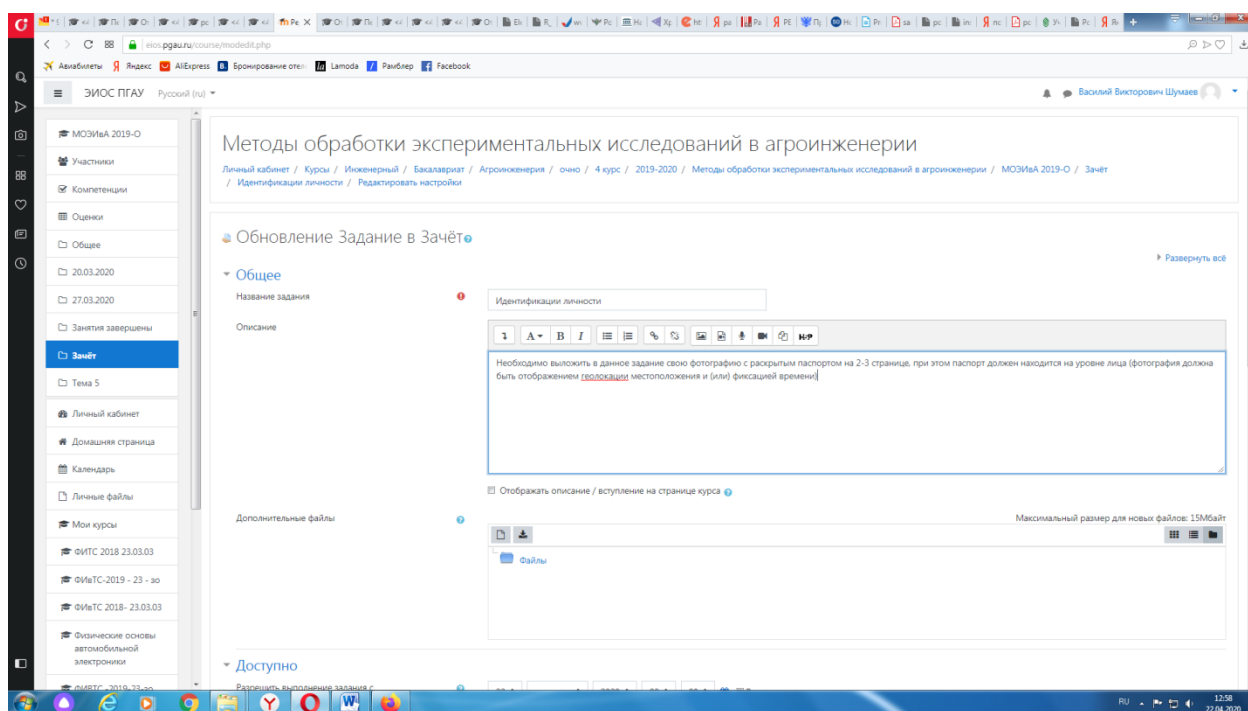 eios.pgau.ru/course/modedit.php
Авиабилеты Яндекс AliExpress Бронирование отел Lamoda Рамблер Facebook
ЭИОС ПГАУ Русский (ru)
Василий Викторович Шумаев
МОЭИвА 2019-О
Участники
Компетенции
Оценки
Общее
20.03.2020
27.03.2020
Занятия завершены
Зачёт
Тема 5
Личный кабинет
Домашняя страница
Календарь
Личные файлы
Мои курсы
ФИТС 2018 23.03.03
ФИвТС-2019 - 23 - зо
ФИвТС 2018- 23.03.03
Физические основы
автомобильной
электроники
Методы обработки экспериментальных исследований в агроинженерии
Личный кабинет / Курсы / Инженерный / Бакалавриат / Агроинженерия / очно / 4 курс / 2019-2020 / Методы обработки экспериментальных исследований в агроинженерии / МОЭИвА 2019-О / Зачёт
/ Идентификации личности / Редактировать настройки
Обновление Задание в Зачёт
Развернуть всё
Общее
Название задания
Идентификации личности
Описание
Необходимо выложить в данное задание свою фотографию с раскрытым паспортом на 2-3 странице, при этом паспорт должен находится на уровне лица (фотография должна
быть отображением геолокации местоположения и (или) фиксацией времени)
Отображать описание / вступление на странице курса
Дополнительные файлы
Максимальный размер для новых файлов: 15Мбайт
Файлы
Доступно
Разрешить выполнение задания с
RU
12:58
22.04.2020